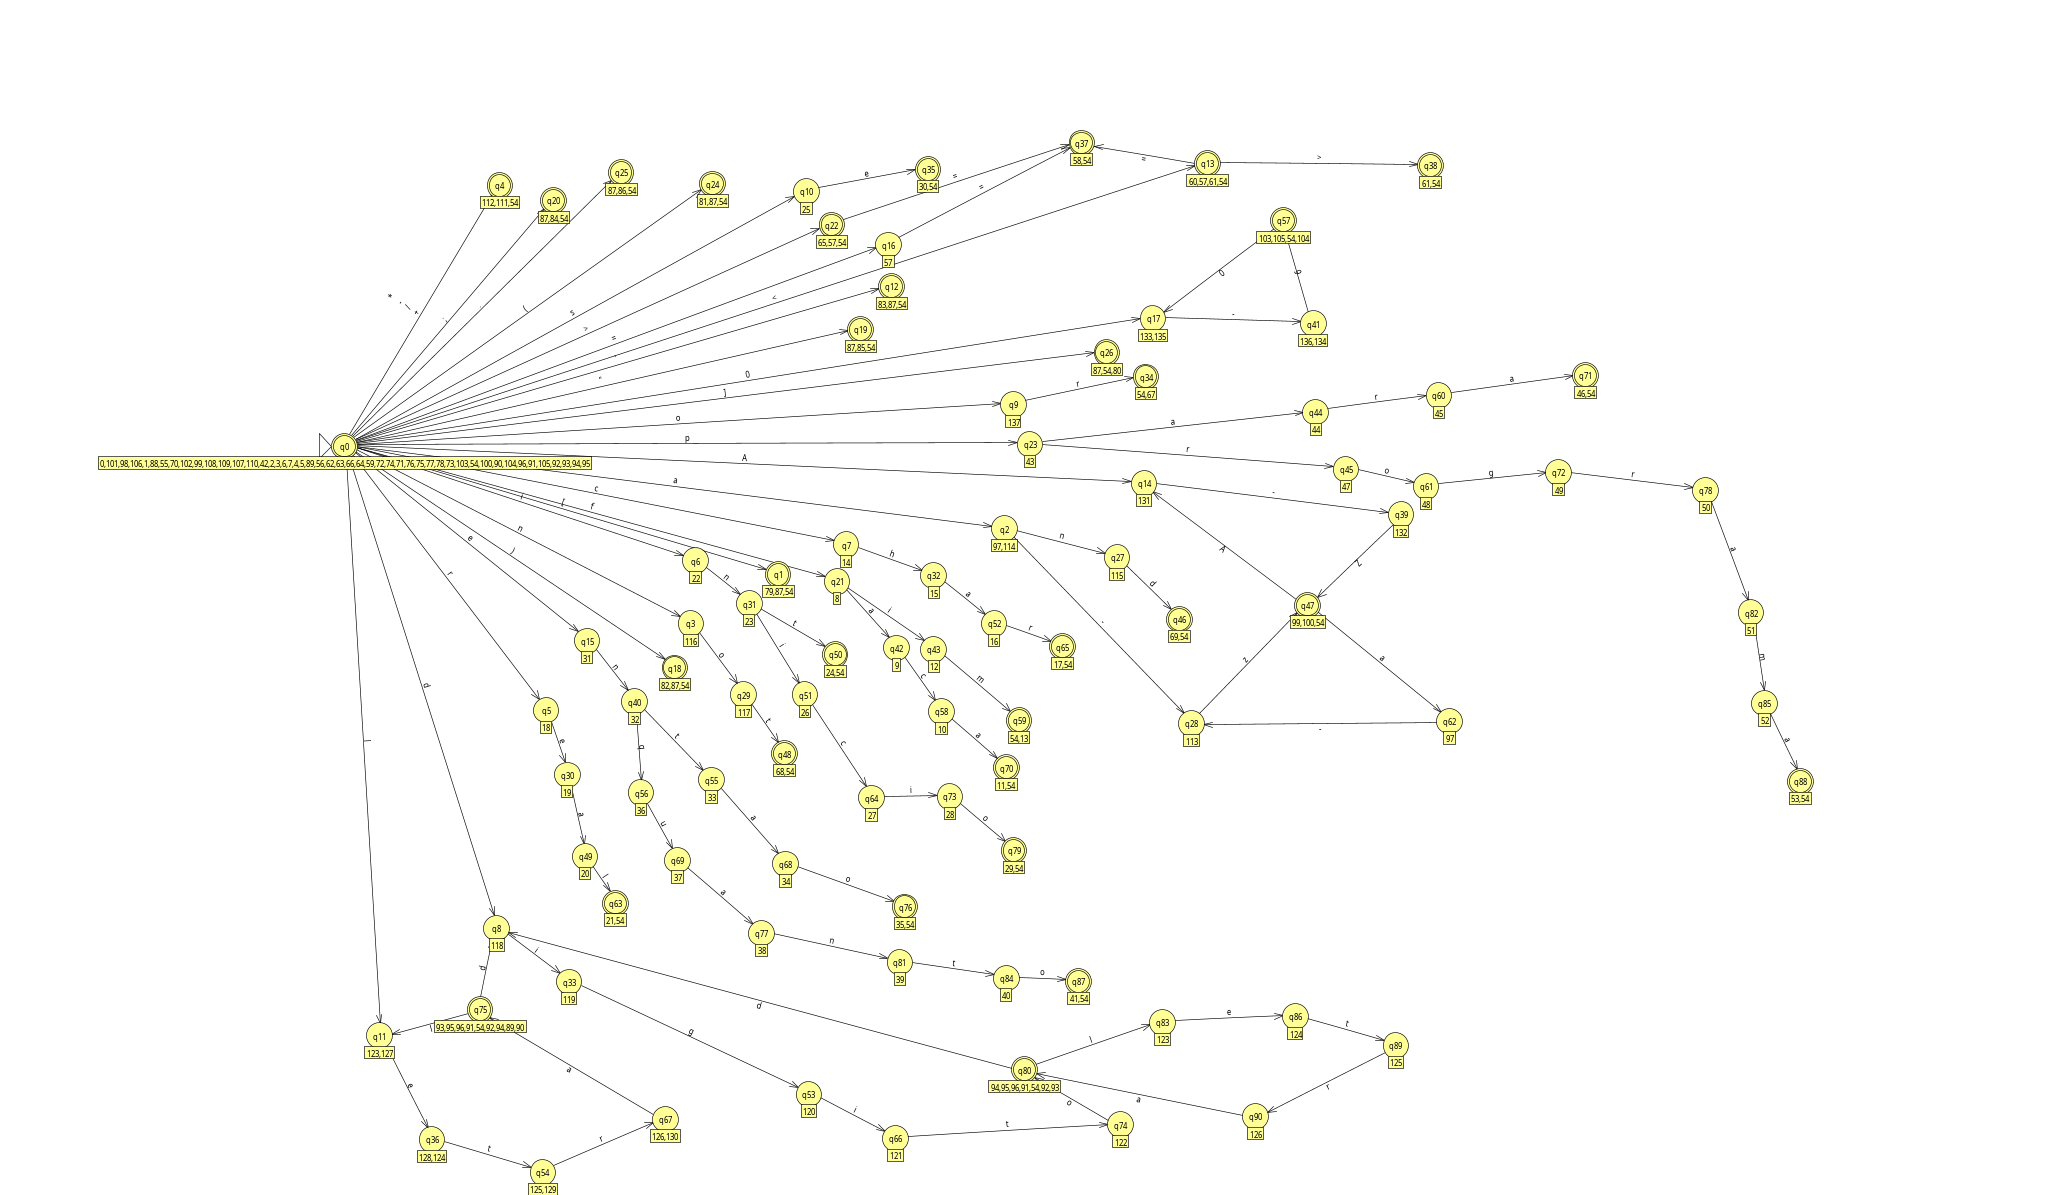 q37
58,54
=
q13
60,57,61,54
>
q38
61,54
q4
112,111,54
q20
87,84,54
q25
87,86,54
q24
81,87,54
q10
25
e
q35
30,54
=
=
q22
65,57,54
q16
57
q12
83,87,54
q19
87,85,54
q57
103,105,54,104
0
9
q17
133,135
-
q41
136,134
*
+
(
s
>
=
<
0
]
q26
87,54,80
o
q9
137
r
q34
54,67
q0
0,101,98,106,1,88,55,70,102,99,108,109,107,110,42,2,3,6,7,4,5,89,56,62,63,66,64,59,72,74,71,76,75,77,78,73,103,54,100,90,104,96,91,105,92,93,94,95
p
q23
43
a
q44
44
r
q60
45
a
q71
46,54
r
q45
47
o
q61
48
g
q72
49
r
q78
50
a
q82
51
m
q85
52
a
q88
53,54
A
q14
131
-
q39
132
Z
A
q47
99,100,54
a
q62
97
-
a
q2
97,114
n
q27
115
d
q46
69,54
-
q28
113
z
c
q7
14
h
q32
15
a
q52
16
r
q65
17,54
f
q21
8
a
q42
9
c
q58
10
a
q70
11,54
i
q43
12
m
q59
54,13
i
[
q6
22
q1
79,87,54
n
q31
23
t
q50
24,54
i
q51
26
c
q64
27
i
q73
28
o
q79
29,54
n
q3
116
o
q29
117
t
q48
68,54
)
q18
82,87,54
e
q15
31
n
q40
32
t
q55
33
a
q68
34
o
q76
35,54
q
q56
36
u
q69
37
a
q77
38
n
q81
39
t
q84
40
o
q87
41,54
r
q5
18
e
q30
19
a
q49
20
l
q63
21,54
d
q8
118
i
q33
119
g
q53
120
i
q66
121
t
q74
122
o
l
q11
123,127
d
q75
93,95,96,91,54,92,94,89,90
l
e
q36
128,124
t
q54
125,129
r
q67
126,130
a
d
q80
94,95,96,91,54,92,93
l
q83
123
e
q86
124
t
q89
125
r
q90
126
a